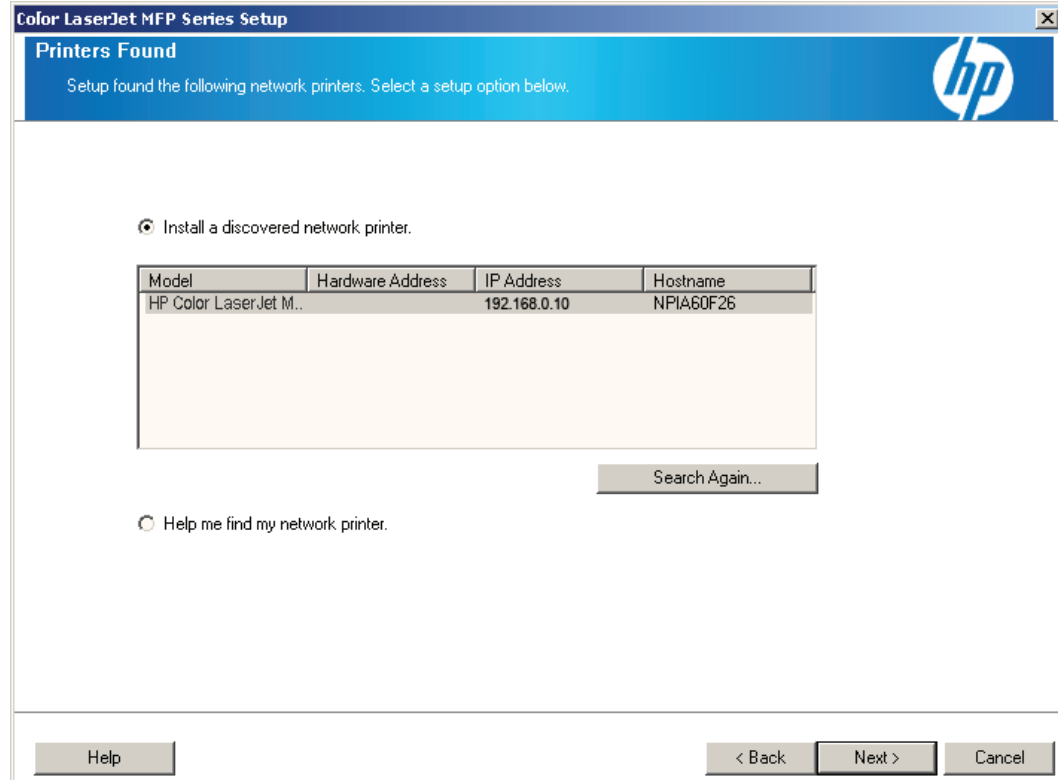 Color LaserJet MFP Series Setup
Printers Found
Setup found the following network printers. Select a setup option below.
hp
Install a discovered network printer.
Model Hardware Address IP Address Hostname
HP Color LaserJet M.. 192.168.0.10 NPIA60F26
Search Again...
Help me find my network printer.
Help < Back Next > Cancel